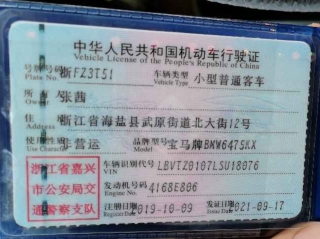 中华人民共和国机动车行驶证
Vehicle License of the People's Republic of China
号牌号码 浙FZ3T51 车辆类型 小型普通客车
Plate No. Vehicle Type
所有人 张茜
Owner
住址 浙江省海盐县武原街道北大街12号
使用性质 非营运 品牌型号 宝马牌BMW6475KX
Use Character Model
浙江省嘉兴 车辆识别代号 LBVTZ0107LSU18076
VIN
市公安局交 发动机号码 4168E806
Engine No.
通警察支队 注册日期 2019-10-09 发证日期 2021-09-17
Register Date Issue Date